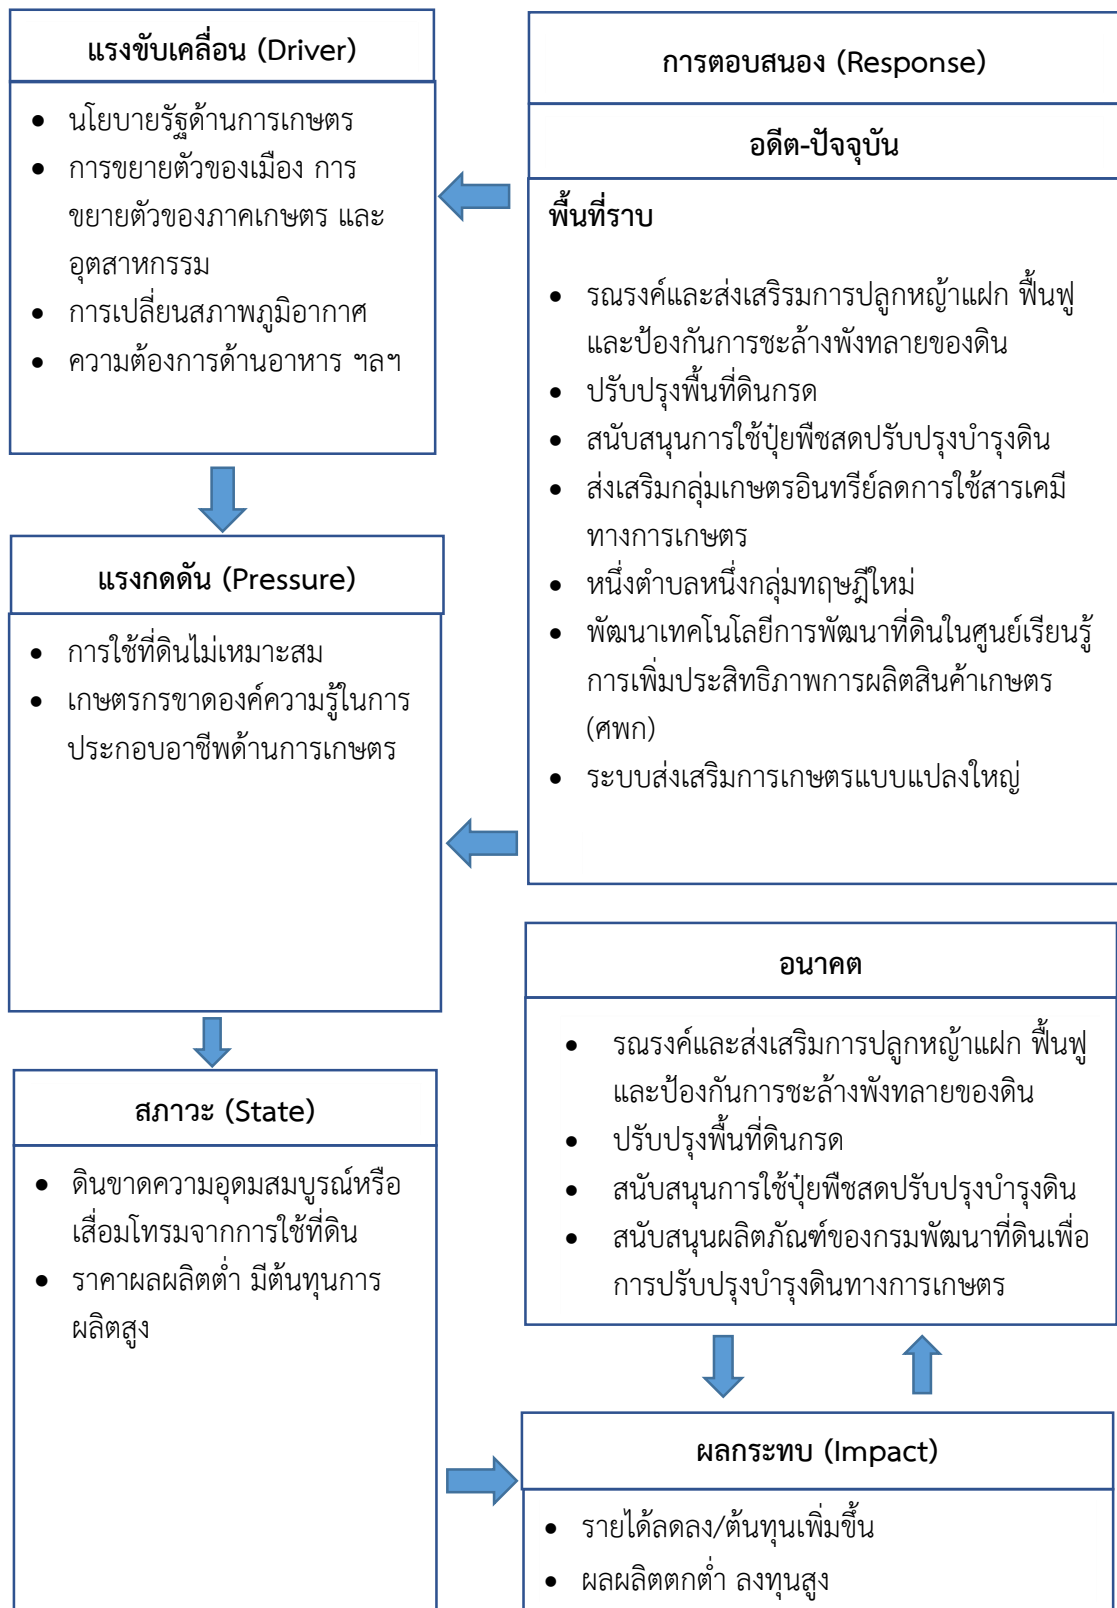 แรงขับเคลื่อน (Driver)
• นโยบายรัฐด้านการเกษตร
• การขยายตัวของเมือง การ
ขยายตัวของภาคเกษตร และ
อุตสาหกรรม
• การเปลี่ยนสภาพภูมิอากาศ
• ความต้องการด้านอาหาร ฯลฯ
แรงกดดัน (Pressure)
• การใช้ที่ดินไม่เหมาะสม
• เกษตรกรขาดองค์ความรู้ในการ
ประกอบอาชีพด้านการเกษตร
สภาวะ (State)
• ดินขาดความอุดมสมบูรณ์หรือ
เสื่อมโทรมจากการใช้ที่ดิน
• ราคาผลผลิตต่ำ มีต้นทุนการ
ผลิตสูง
การตอบสนอง (Response)
อดีต-ปัจจุบัน
พื้นที่ราบ
• รณรงค์และส่งเสริรมการปลูกหญ้าแฝก ฟื้นฟู
และป้องกันการชะล้างพังทลายของดิน
• ปรับปรุงพื้นที่ดินกรด
• สนับสนุนการใช้ปุ๋ยพืชสดปรับปรุงบำรุงดิน
• ส่งเสริมกลุ่มเกษตรอินทรีย์ลดการใช้สารเคมี
ทางการเกษตร
• หนึ่งตำบลหนึ่งกลุ่มทฤษฎีใหม่
• พัฒนาเทคโนโลยีการพัฒนาที่ดินในศูนย์เรียนรู้
การเพิ่มประสิทธิภาพการผลิตสินค้าเกษตร
(ศพก)
• ระบบส่งเสริมการเกษตรแบบแปลงใหญ่
อนาคต
• รณรงค์และส่งเสริมการปลูกหญ้าแฝก ฟื้นฟู
และป้องกันการชะล้างพังทลายของดิน
• ปรับปรุงพื้นที่ดินกรด
• สนับสนุนการใช้ปุ๋ยพืชสดปรับปรุงบำรุงดิน
• สนับสนุนผลิตภัณฑ์ของกรมพัฒนาที่ดินเพื่อ
การปรับปรุงบำรุงดินทางการเกษตร
ผลกระทบ (Impact)
• รายได้ลดลง/ต้นทุนเพิ่มขึ้น
• ผลผลิตตกต่ำ ลงทุนสูง